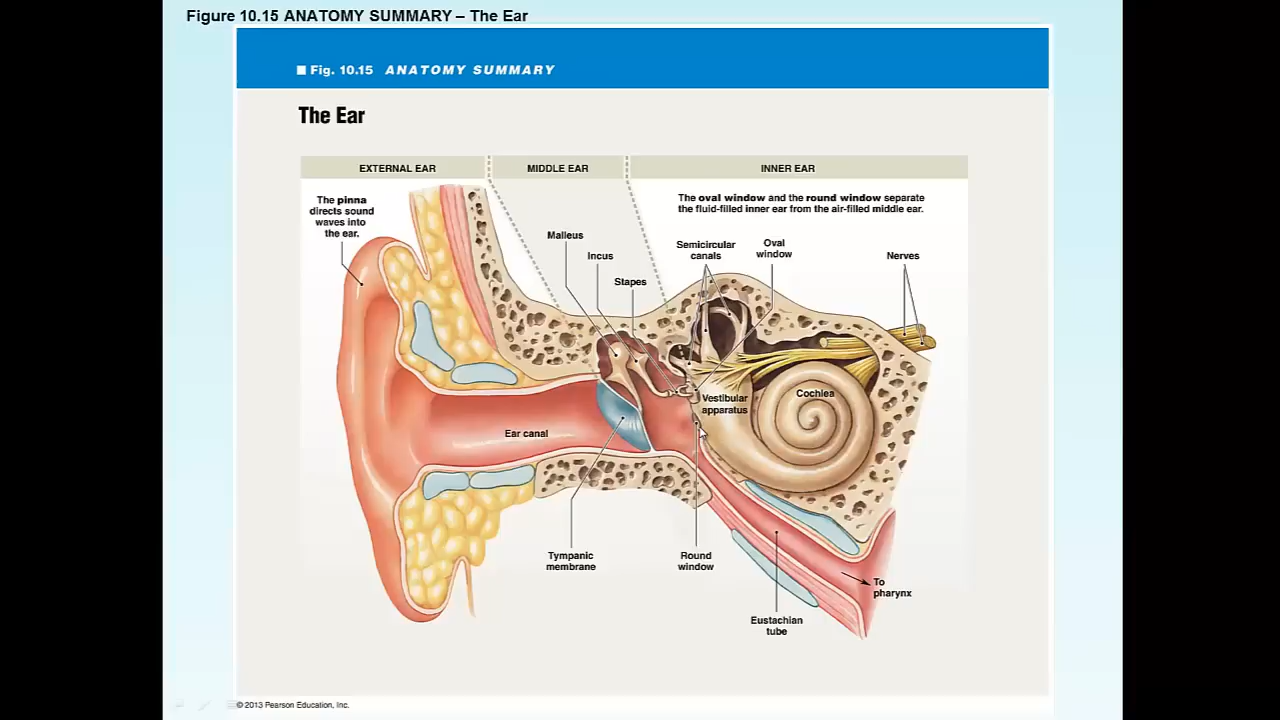 Figure 10.15 ANATOMY SUMMARY – The Ear
Fig. 10.15 ANATOMY SUMMARY
The Ear
EXTERNAL EAR
MIDDLE EAR
INNER EAR
The pinna
directs sound
waves into
the ear.
The oval window and the round window separate
the fluid-filled inner ear from the air-filled middle ear.
Malleus
Incus
Stapes
Semicircular
canals
Oval
window
Nerves
Vestibular
apparatus
Cochlea
Ear canal
Tympanic
membrane
Round
window
Eustachian
tube
To
pharynx
© 2013 Pearson Education, Inc.